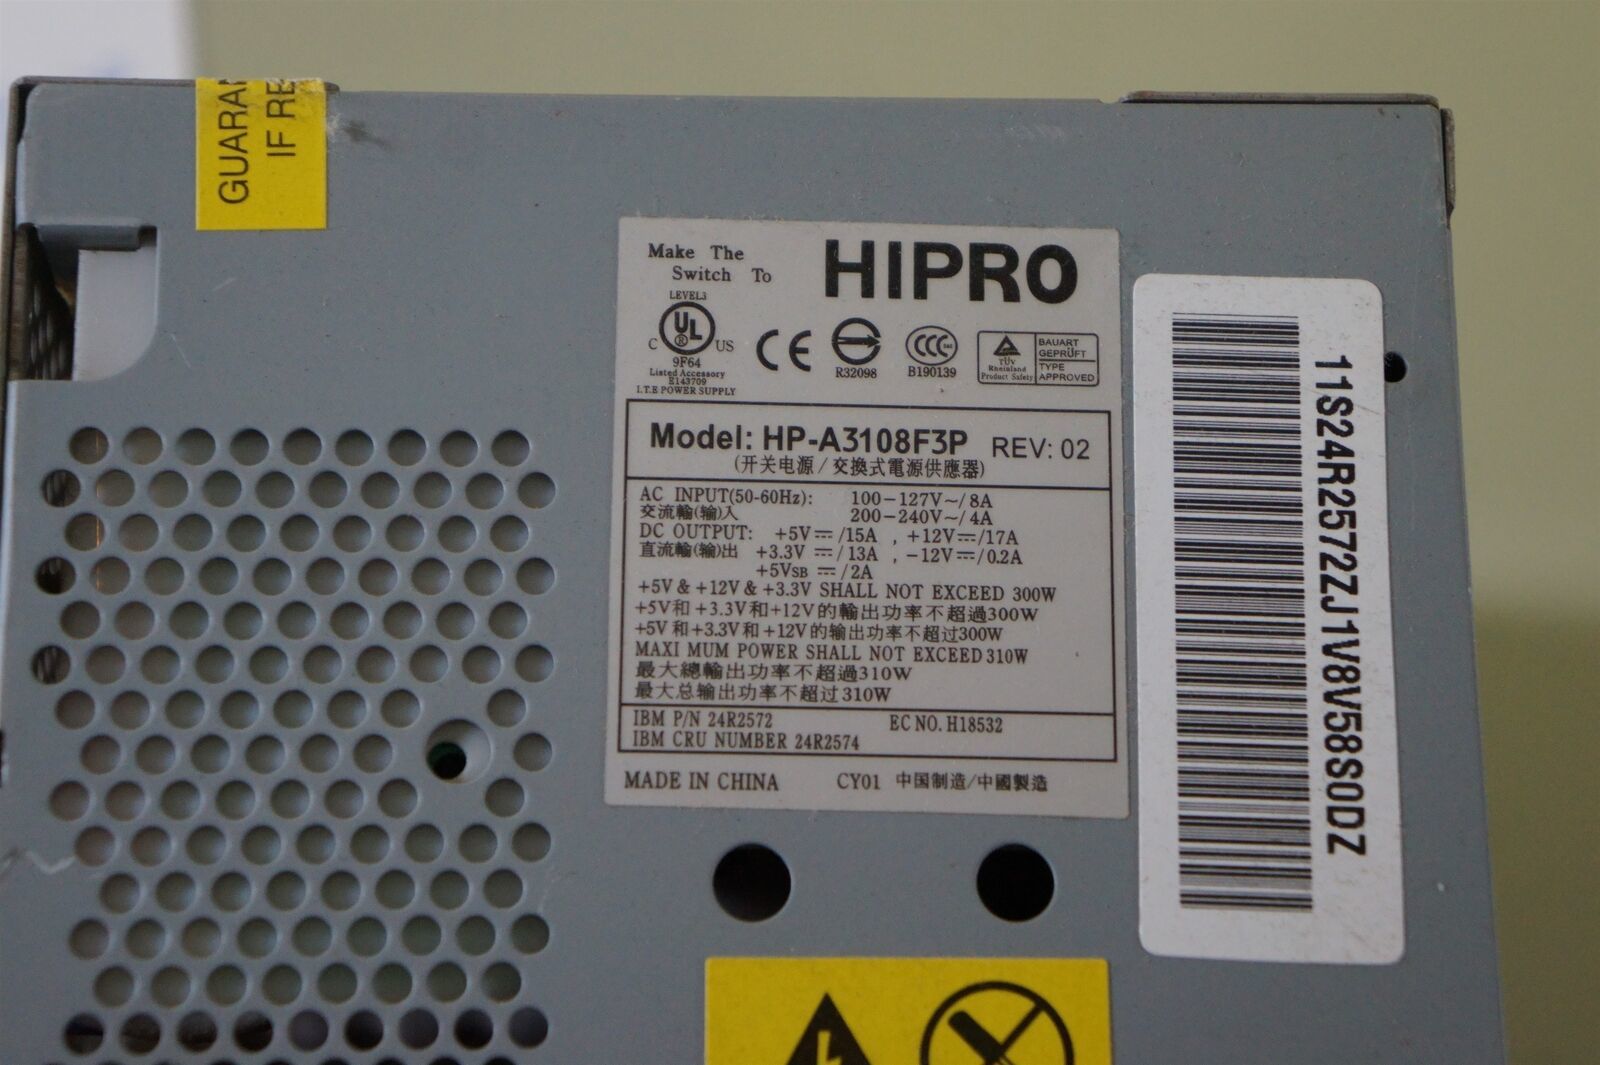 GUARAN
IF RE
Make The
Switch To
HIPRO
LEVEL3
C UL US
®
9F64
Listed Accessory
E143709
I.T.E POWER SUPPLY
CE
R32098
CCC S&E
B190139
TÜV
Rheinland
Product Safety
BAUART
GEPRÜFT
TYPE
APPROVED
Model: HP-A3108F3P REV: 02
(开关电源/交換式電源供應器)
AC INPUT(50-60Hz): 100-127V~/8A
交流輸(输)入 200-240V~/4A
DC OUTPUT: +5V⎓/15A , +12V⎓/17A
直流輸(输)出 +3.3V⎓/13A , -12V⎓/0.2A
+5VSB ⎓/2A
+5V & +12V & +3.3V SHALL NOT EXCEED 300W
+5V和+3.3V和+12V的輸出功率不超過300W
+5V和+3.3V和+12V的输出功率不超过300W
MAXI MUM POWER SHALL NOT EXCEED 310W
最大總輸出功率不超過310W
最大总输出功率不超过310W
IBM P/N 24R2572 EC NO. H18532
IBM CRU NUMBER 24R2574
MADE IN CHINA CY01 中国制造/中國製造
11S24R2572ZJ1V8V58S0DZ